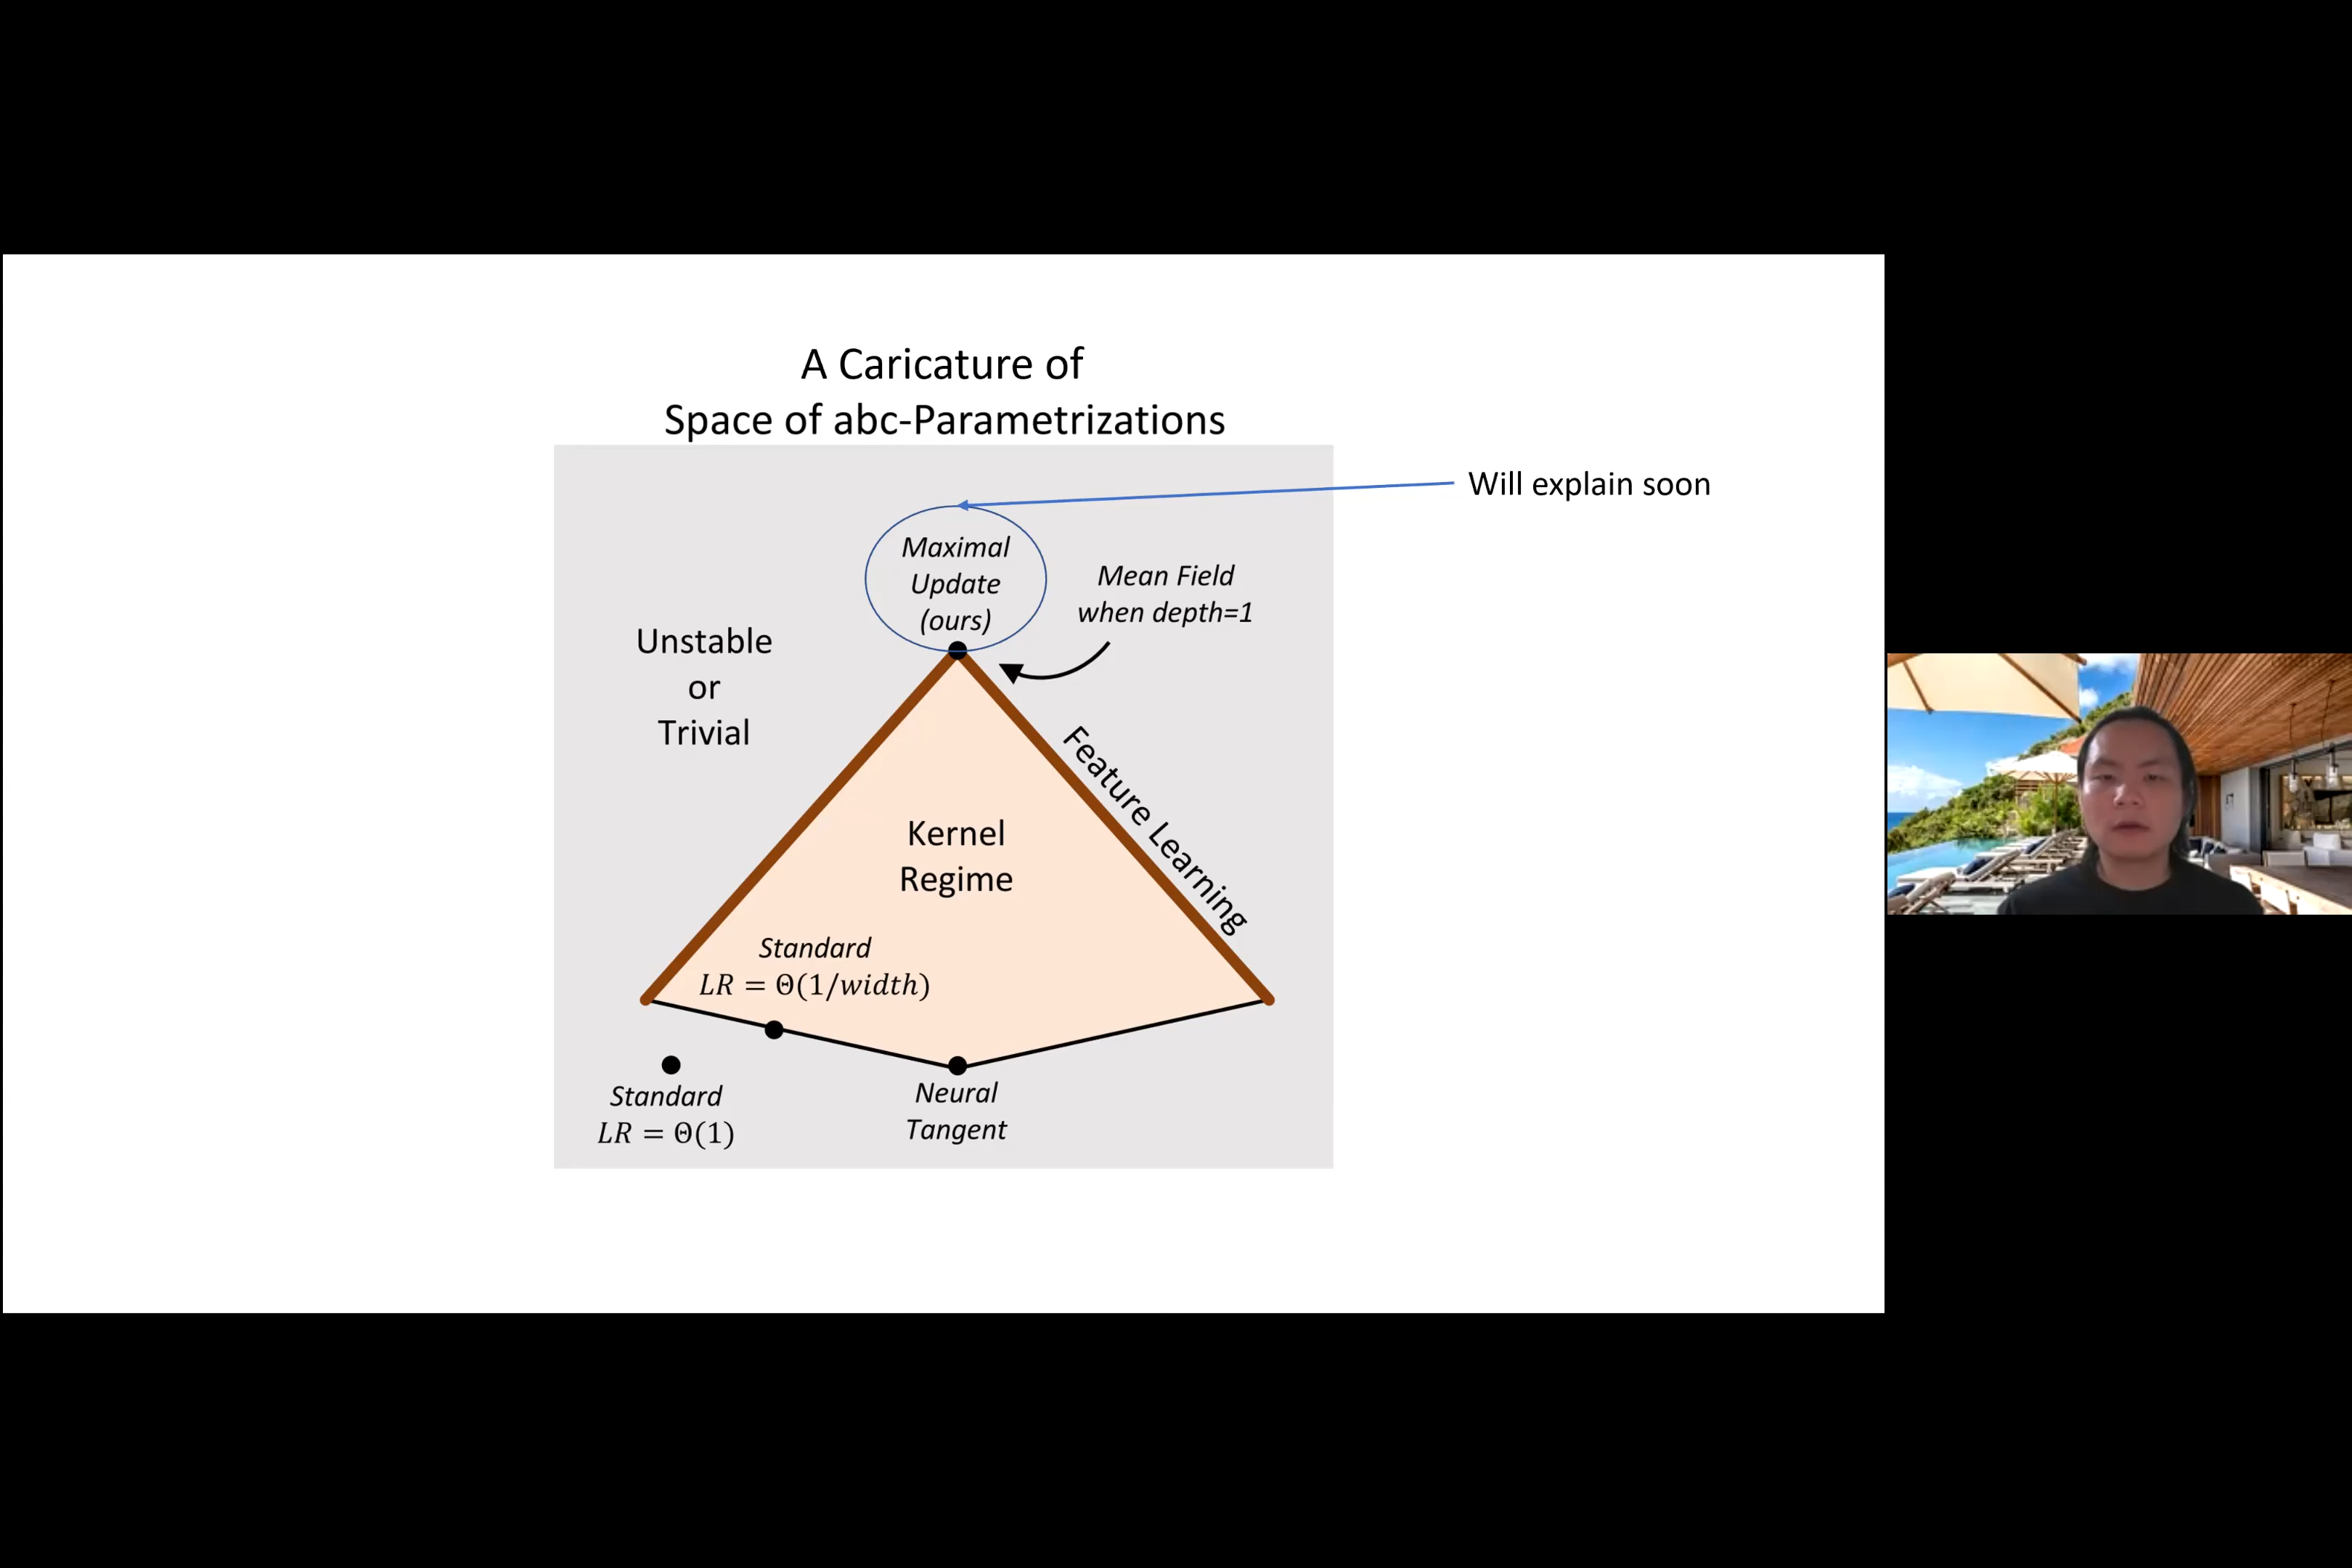 A Caricature of
Space of abc-Parametrizations
Will explain soon
Maximal
Update
(ours)
Mean Field
when depth=1
Unstable
or
Trivial
Feature Learning
Kernel
Regime
Standard
LR = Θ(1/width)
Standard
LR = Θ(1)
Neural
Tangent